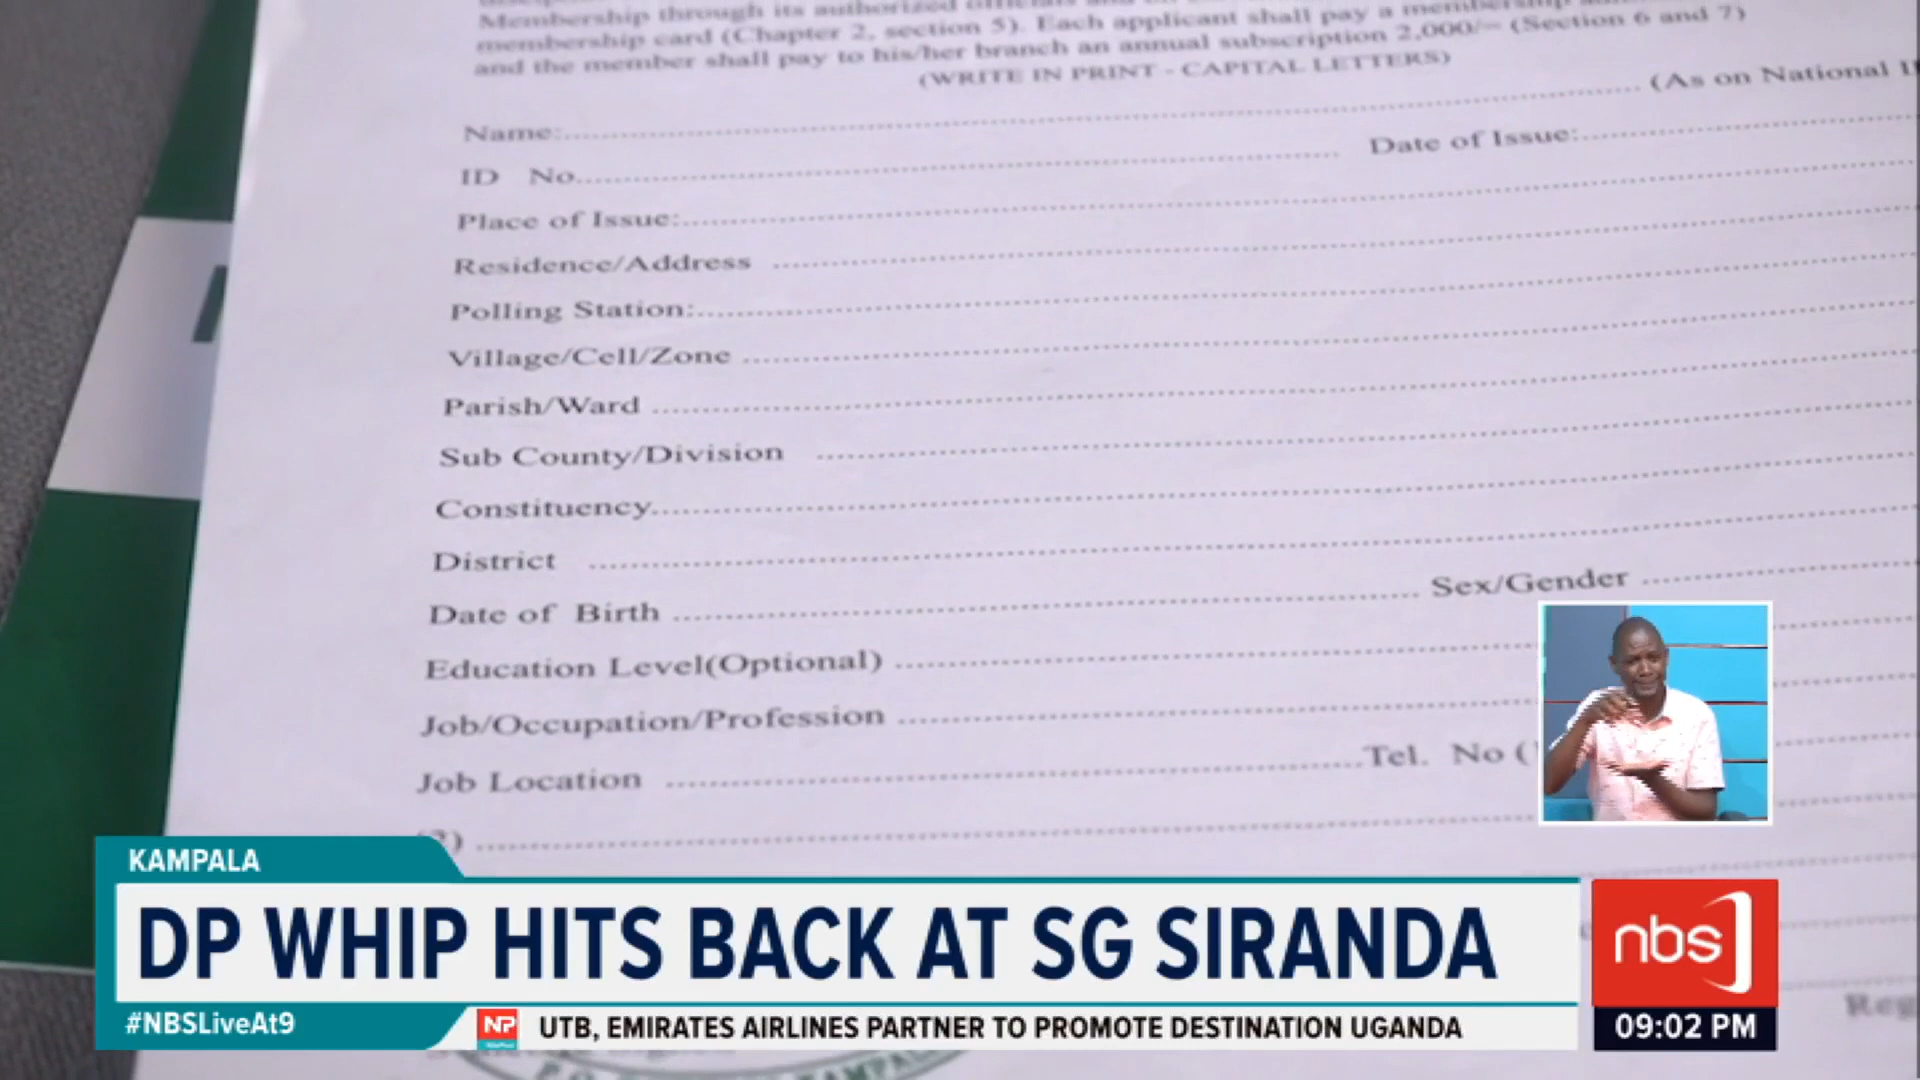 Membership through its authorized officials and
membership card (Chapter 2, section 5). Each applicant shall pay a membership
and the member shall pay to his/her branch an annual subscription 2,000/= (Section 6 and 7)
(WRITE IN PRINT - CAPITAL LETTERS)
Name:.......... (As on National
ID No.......... Date of Issue:..........
Place of Issue:..........
Residence/Address ..........
Polling Station:..........
Village/Cell/Zone ..........
Parish/Ward ..........
Sub County/Division ..........
Constituency..........
District ..........
Date of Birth .......... Sex/Gender ..........
Education Level(Optional) ..........
Job/Occupation/Profession ..........
Job Location ..........Tel. No (
KAMPALA
DP WHIP HITS BACK AT SG SIRANDA
nbs
Reg
#NBSLiveAt9
NP
UTB, EMIRATES AIRLINES PARTNER TO PROMOTE DESTINATION UGANDA
09:02 PM